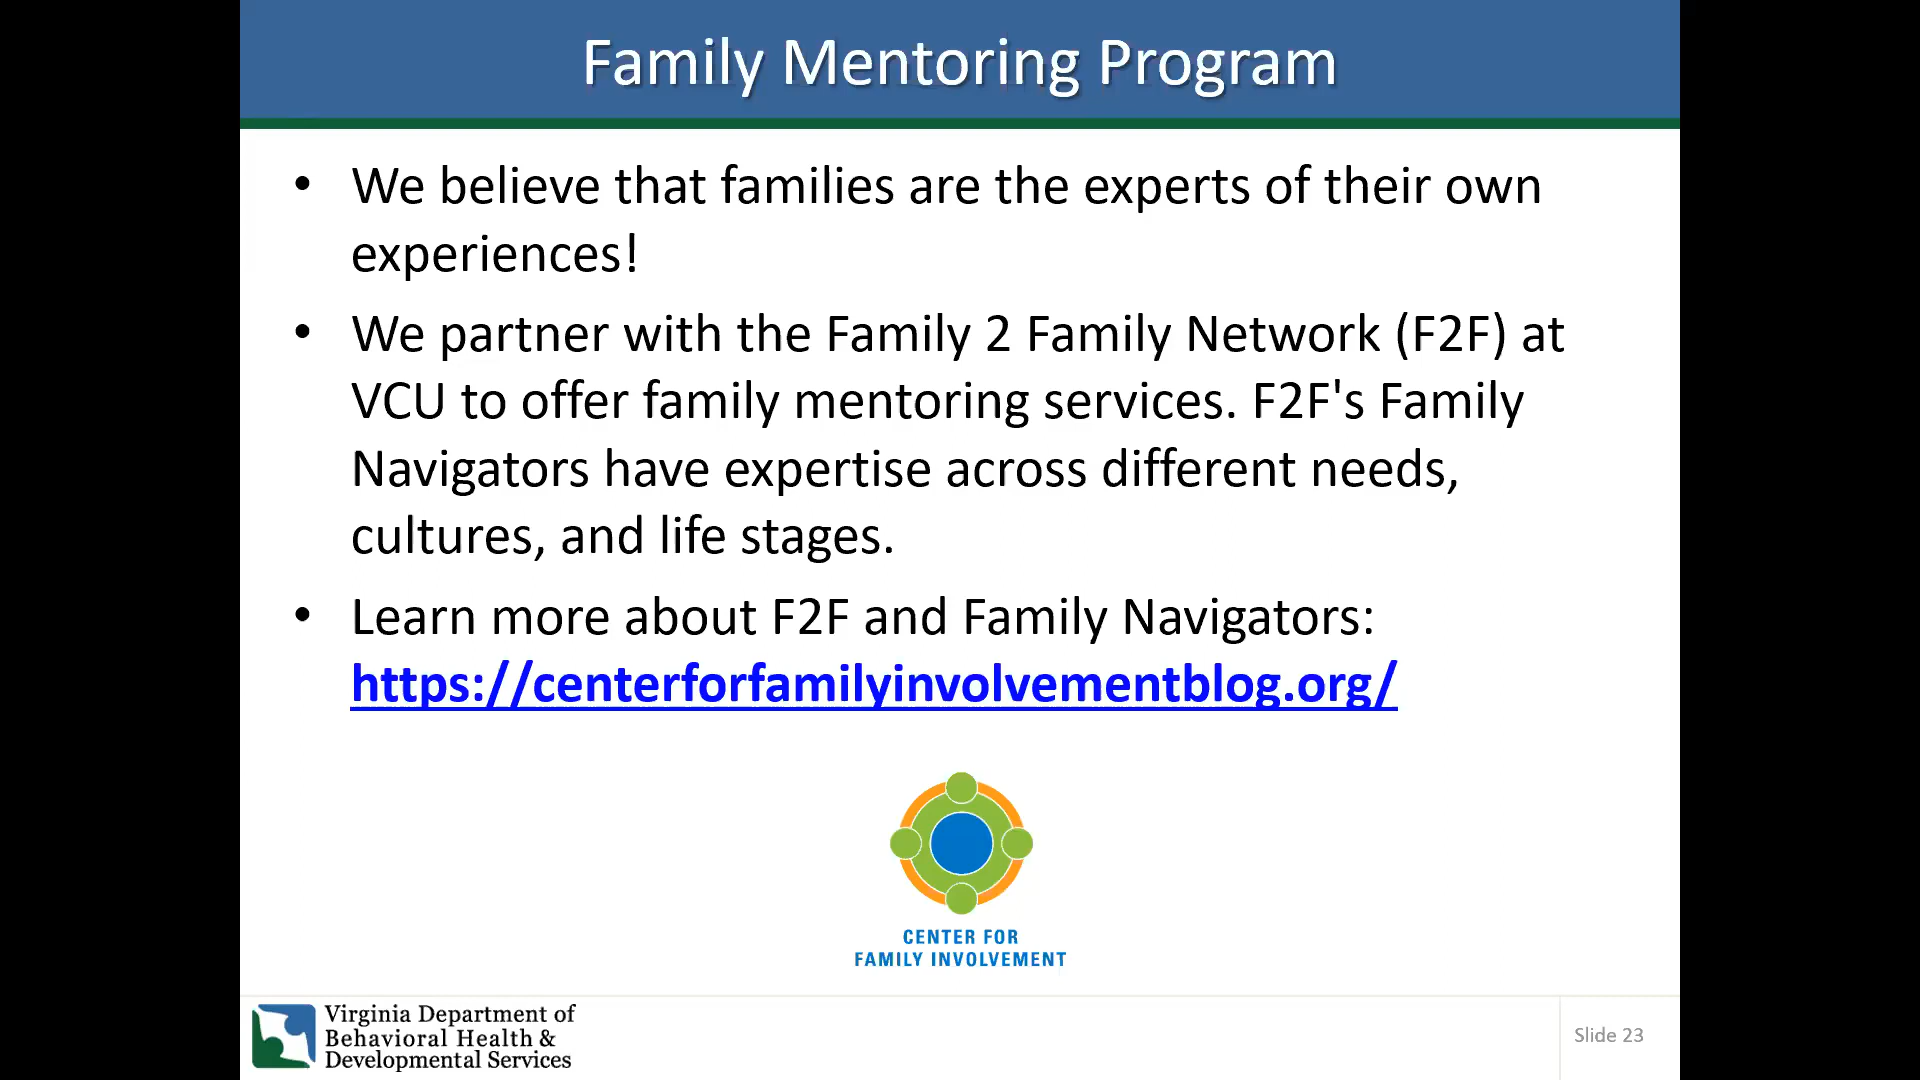 Family Mentoring Program
• We believe that families are the experts of their own
experiences!
• We partner with the Family 2 Family Network (F2F) at
VCU to offer family mentoring services. F2F's Family
Navigators have expertise across different needs,
cultures, and life stages.
• Learn more about F2F and Family Navigators:
https://centerforfamilyinvolvementblog.org/
CENTER FOR
FAMILY INVOLVEMENT
Virginia Department of
Behavioral Health &
Developmental Services
Slide 23